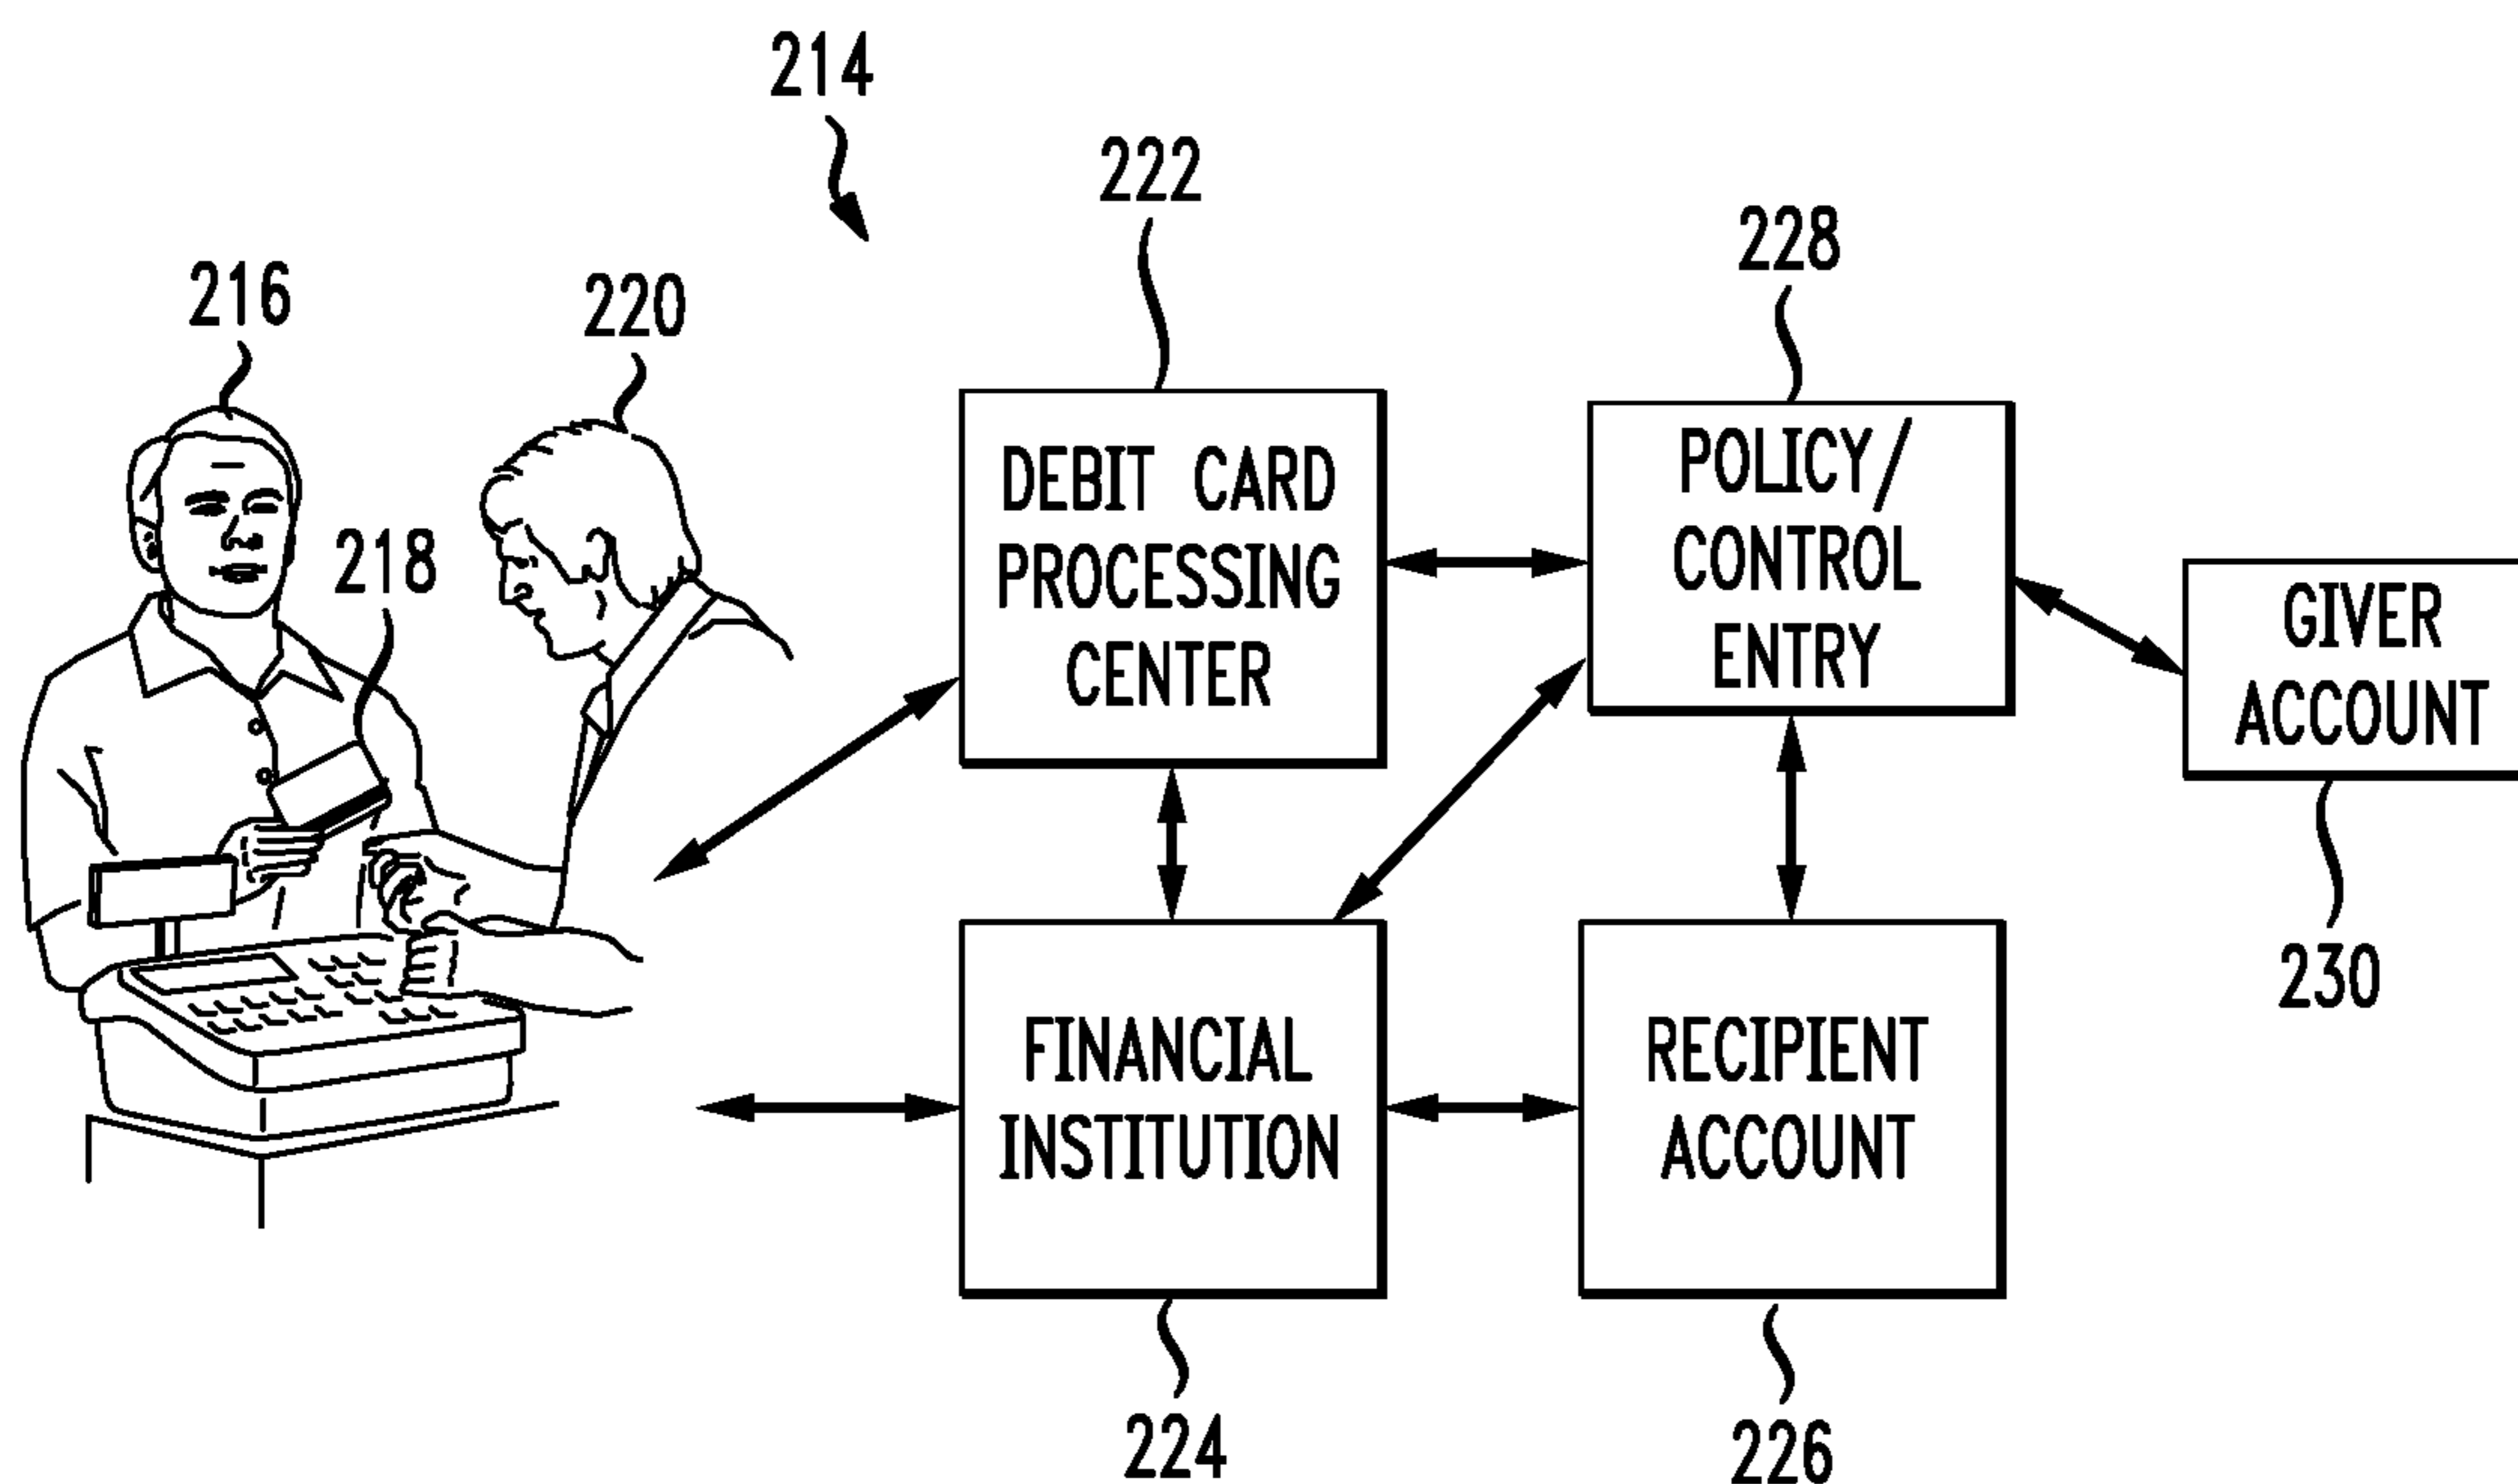 214
222
228
216
220
218
DEBIT CARD
PROCESSING
CENTER
POLICY/
CONTROL
ENTRY
GIVER
ACCOUNT
230
FINANCIAL
INSTITUTION
RECIPIENT
ACCOUNT
224
226